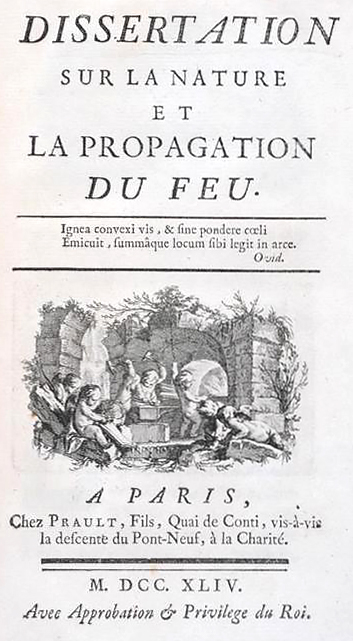 DISSERTATION
SUR LA NATURE
ET
LA PROPAGATION
DU FEU.
Ignea convexi vis, & ſine pondere cœli
Emicuit, ſummâque locum ſibi legit in arce.
Ovid.
A PARIS,
Chez PRAULT, Fils, Quai de Conti, vis-à-vis
la deſcente du Pont-Neuf, à la Charité.
M. DCC. XLIV.
Avec Approbation & Privilege du Roi.